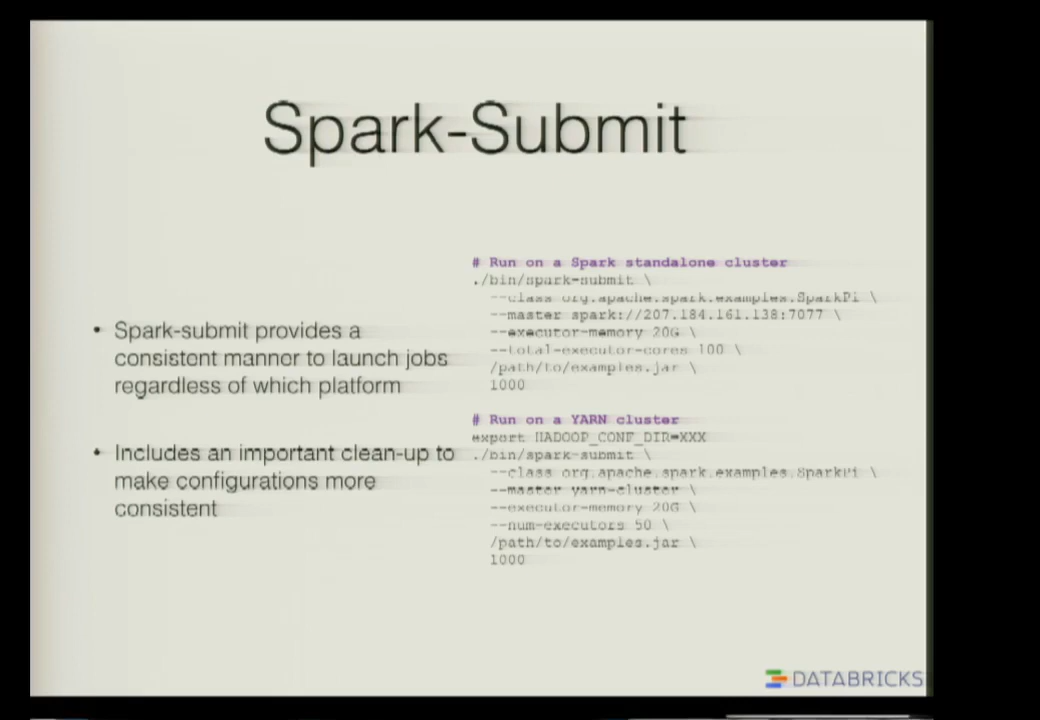 Spark-Submit
• Spark-submit provides a
consistent manner to launch jobs
regardless of which platform
• Includes an important clean-up to
make configurations more
consistent
# Run on a Spark standalone cluster
./bin/spark-submit \
--class org.apache.spark.examples.SparkPi \
--master spark://207.184.161.138:7077 \
--executor-memory 20G \
--total-executor-cores 100 \
/path/to/examples.jar \
1000
# Run on a YARN cluster
export HADOOP_CONF_DIR=XXX
./bin/spark-submit \
--class org.apache.spark.examples.SparkPi \
--master yarn-cluster \
--executor-memory 20G \
--num-executors 50 \
/path/to/examples.jar \
1000
DATABRICKS